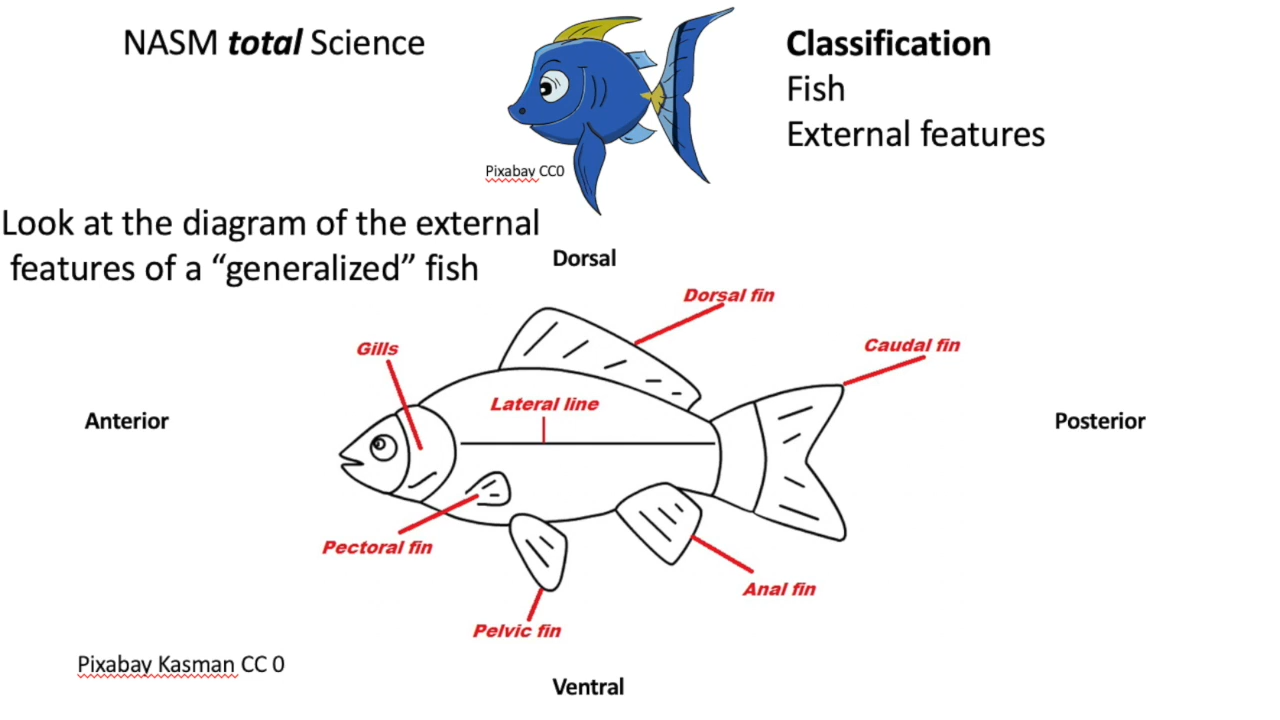 NASM total Science
Classification
Fish
External features
Pixabay CC0
Look at the diagram of the external
features of a “generalized” fish
Dorsal
Dorsal fin
Gills
Caudal fin
Lateral line
Anterior
Posterior
Pectoral fin
Anal fin
Pelvic fin
Pixabay Kasman CC 0
Ventral